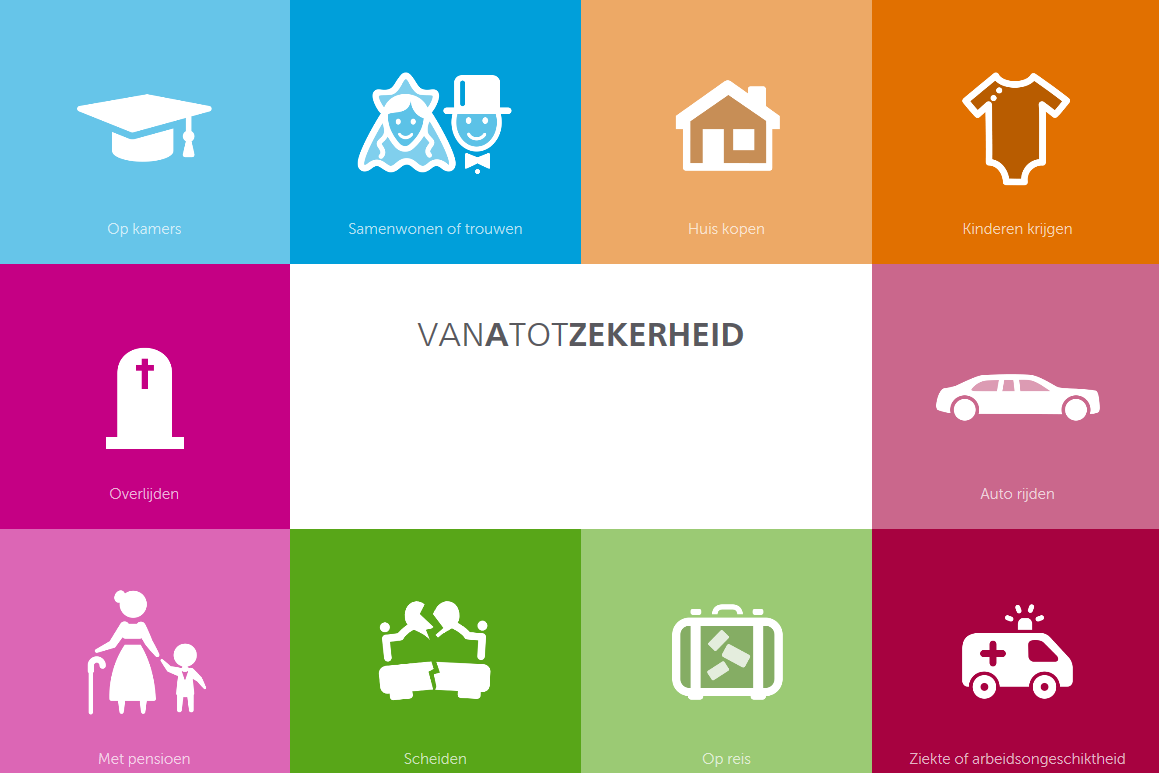 Op kamers
Samenwonen of trouwen
Huis kopen
Kinderen krijgen
Overlijden
VANATOTZEKERHEID
Auto rijden
Met pensioen
Scheiden
Op reis
Ziekte of arbeidsongeschiktheid